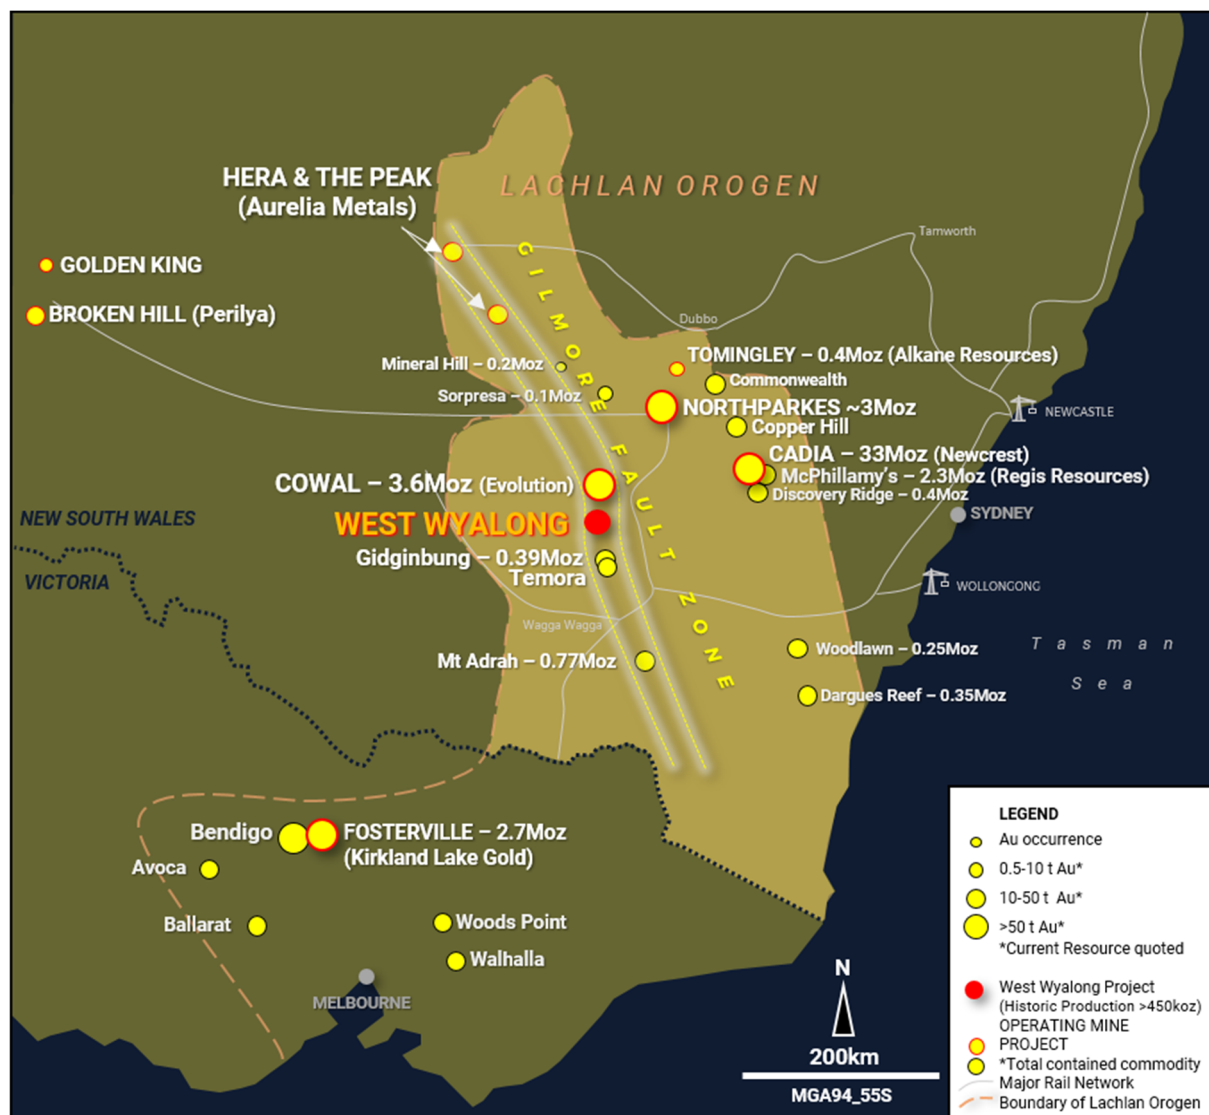 HERA & THE PEAK
(Aurelia Metals)
LACHLAN OROGEN
Tamworth
GOLDEN KING
BROKEN HILL (Perilya)
GILMORE FAULT ZONE
Dubbo
Mineral Hill – 0.2Moz
TOMINGLEY – 0.4Moz (Alkane Resources)
Commonwealth
Sorpresa – 0.1Moz
NORTHPARKES ~3Moz
NEWCASTLE
Copper Hill
CADIA – 33Moz (Newcrest)
McPhillamy's – 2.3Moz (Regis Resources)
COWAL – 3.6Moz (Evolution)
Discovery Ridge – 0.4Moz
SYDNEY
NEW SOUTH WALES
WEST WYALONG
Gidginbung – 0.39Moz
Temora
VICTORIA
WOLLONGONG
Wagga Wagga
Tasman
Sea
Mt Adrah – 0.77Moz
Woodlawn – 0.25Moz
Dargues Reef – 0.35Moz
Bendigo
FOSTERVILLE – 2.7Moz
(Kirkland Lake Gold)
Avoca
Ballarat
Woods Point
Walhalla
MELBOURNE
N
200km
MGA94_55S
LEGEND
Au occurrence
0.5-10 t Au*
10-50 t Au*
>50 t Au*
*Current Resource quoted
West Wyalong Project
(Historic Production >450koz)
OPERATING MINE
PROJECT
*Total contained commodity
Major Rail Network
Boundary of Lachlan Orogen